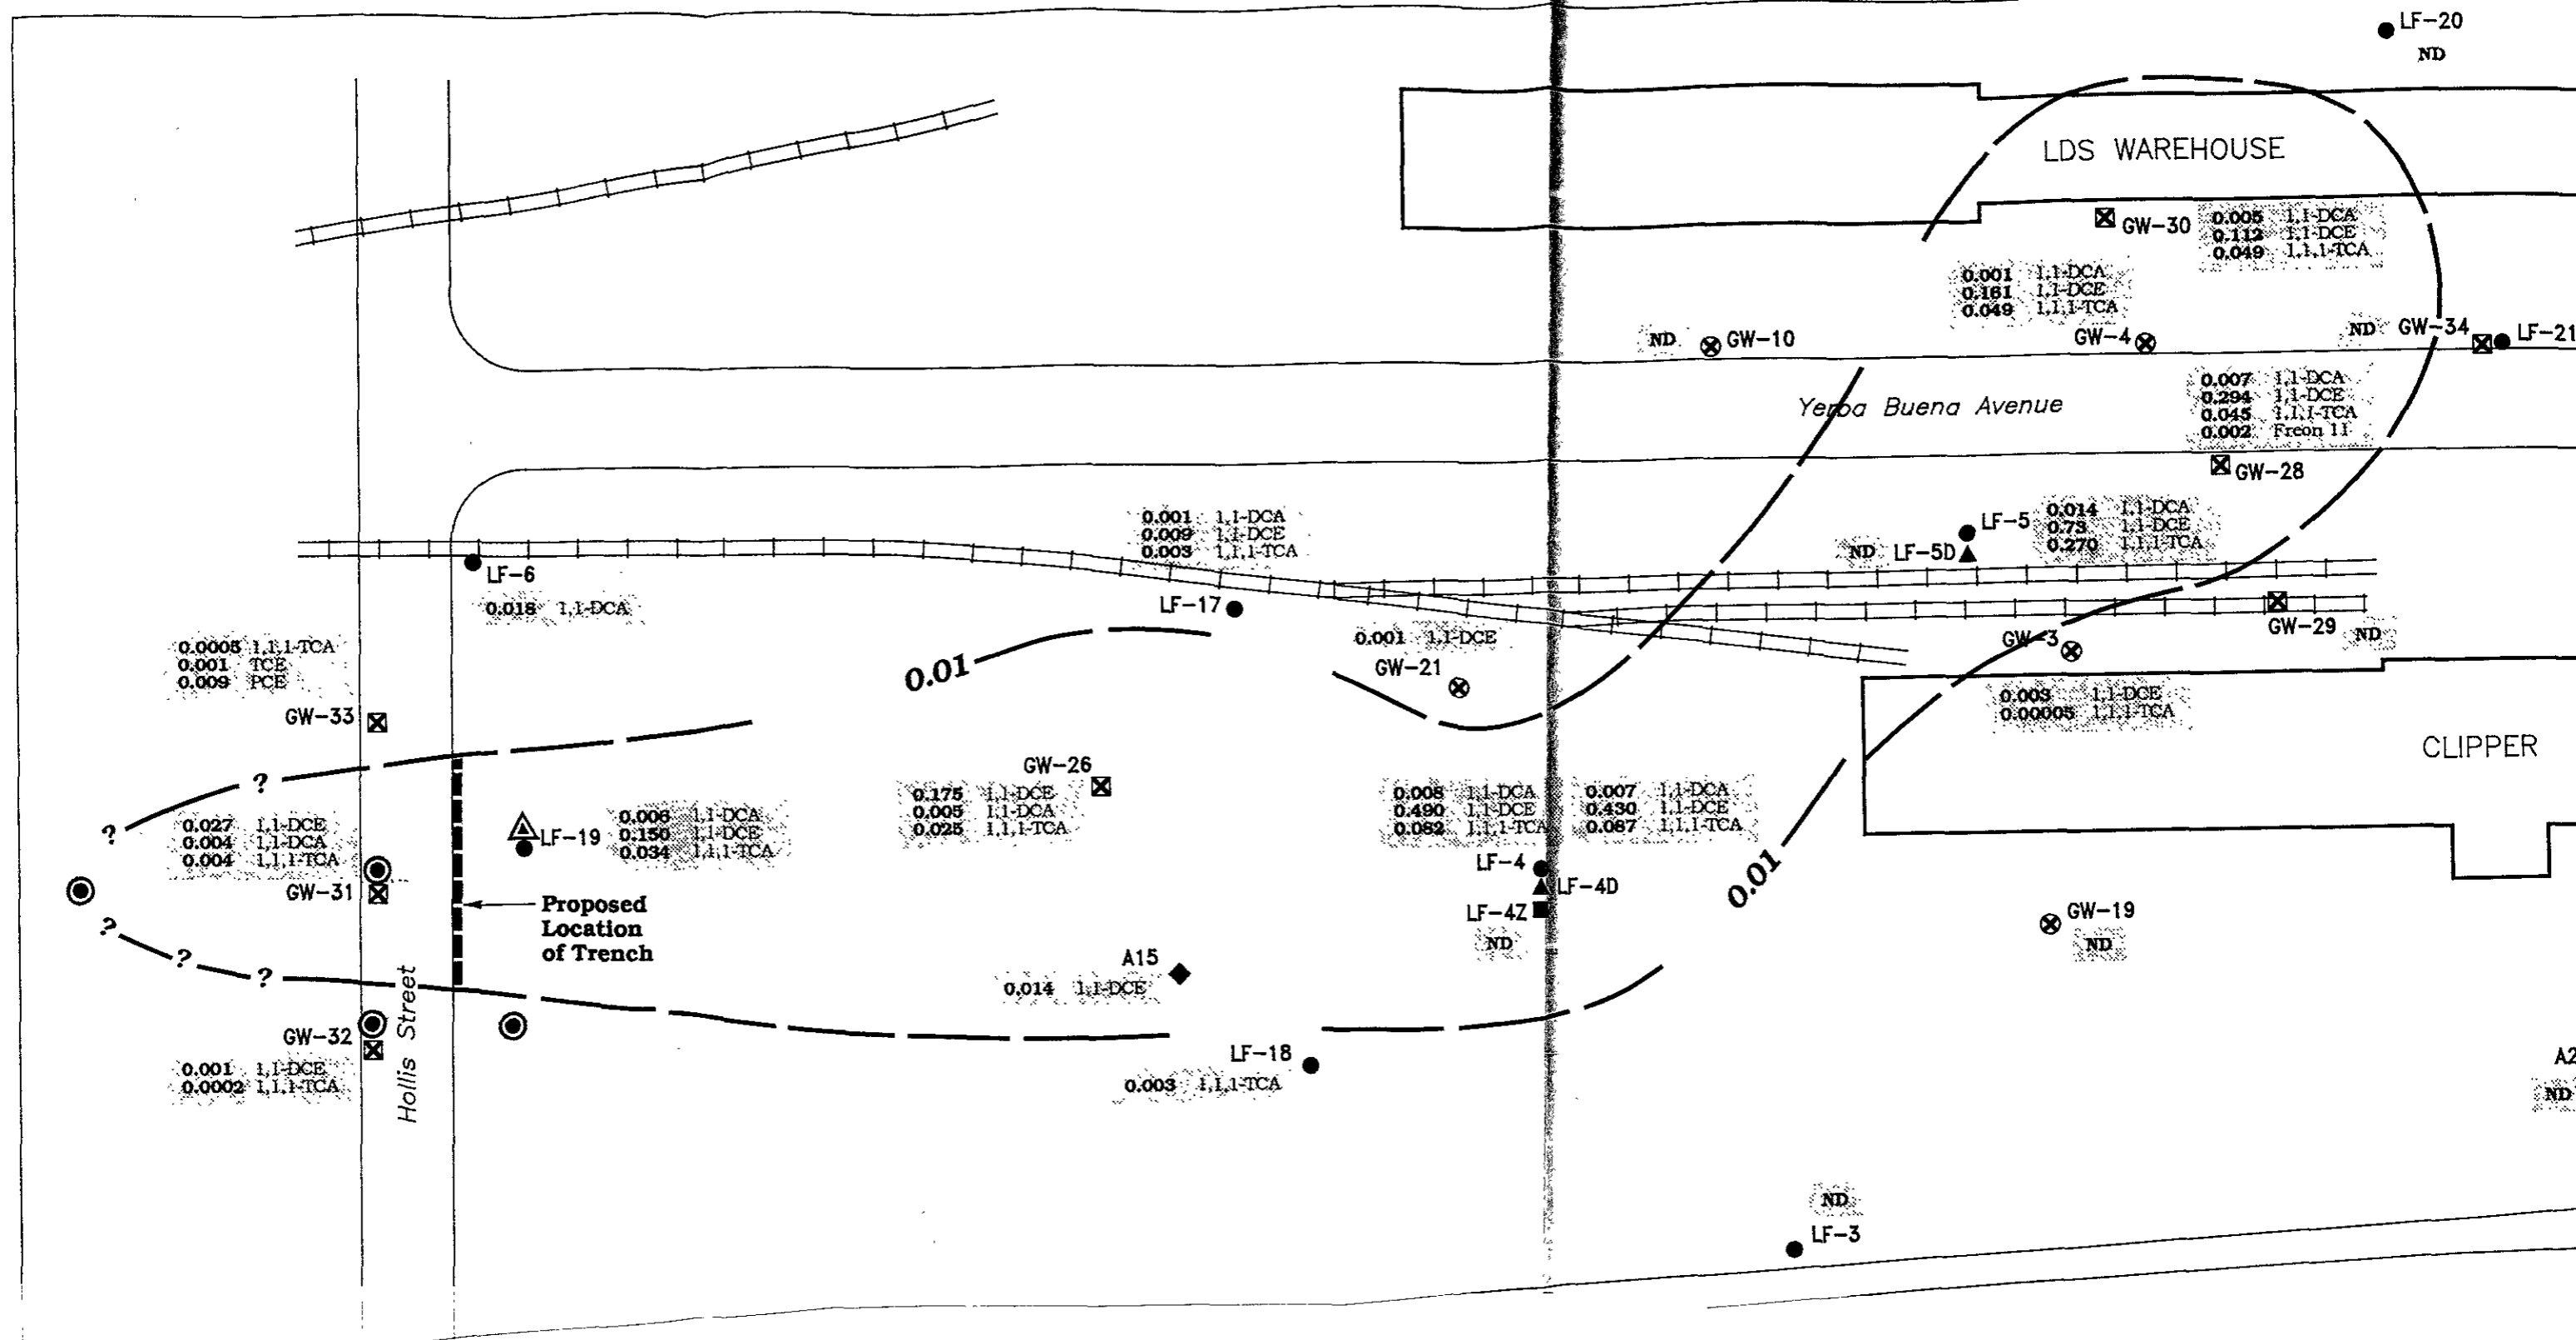 LF-20
ND
LDS WAREHOUSE
GW-30
0.005 1,1-DCA
0.112 1,1-DCE
0.049 1,1,1-TCA
0.001 1,1-DCA
0.161 1,1-DCE
0.049 1,1,1-TCA
ND
GW-10
GW-4
ND
GW-34
LF-21
Yerba Buena Avenue
0.007 1,1-DCA
0.294 1,1-DCE
0.045 1,1,1-TCA
0.002 Freon 11
GW-28
0.001 1,1-DCA
0.009 1,1-DCE
0.003 1,1,1-TCA
LF-5
0.014 1,1-DCA
0.73 1,1-DCE
0.270 1,1,1-TCA
ND
LF-5D
LF-6
0.018 1,1-DCA
LF-17
0.001 1,1-DCE
GW-21
GW-3
GW-29
ND
0.0005 1,1,1-TCA
0.001 TCE
0.009 PCE
GW-33
0.01
0.003 1,1-DCE
0.00005 1,1,1-TCA
CLIPPER
?
?
GW-26
0.175 1,1-DCE
0.005 1,1-DCA
0.025 1,1,1-TCA
0.008 1,1-DCA
0.490 1,1-DCE
0.082 1,1,1-TCA
0.007 1,1-DCA
0.430 1,1-DCE
0.087 1,1,1-TCA
0.027 1,1-DCE
0.004 1,1-DCA
0.004 1,1,1-TCA
GW-31
LF-19
0.006 1,1-DCA
0.150 1,1-DCE
0.034 1,1,1-TCA
LF-4
LF-4D
LF-4Z
ND
0.01
Proposed
Location
of Trench
GW-19
ND
?
?
?
A15
0.014 1,1-DCE
Hollis Street
GW-32
0.001 1,1-DCE
0.0002 1,1,1-TCA
LF-18
0.003 1,1,1-TCA
A2
ND
ND
LF-3